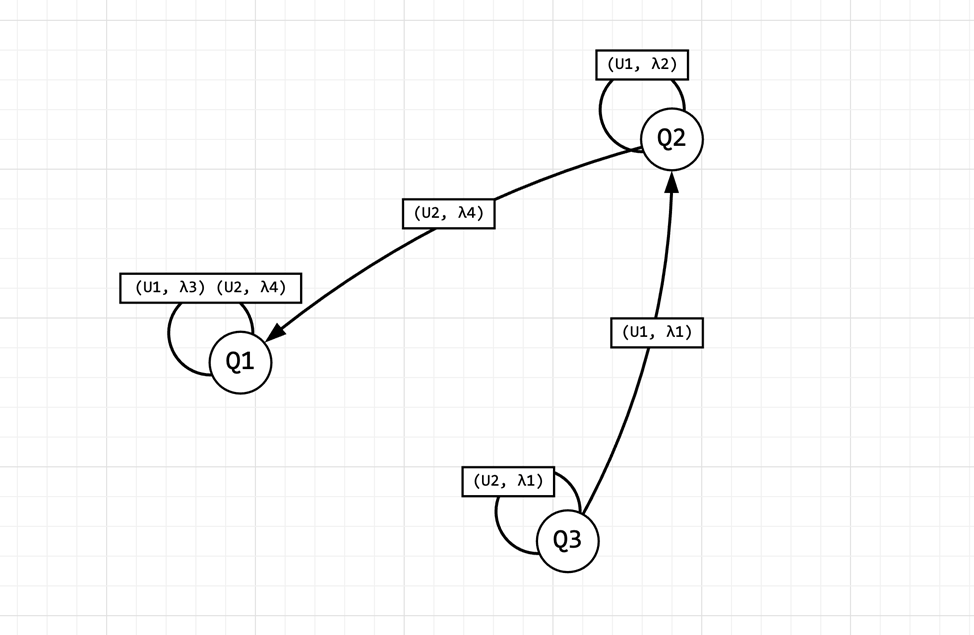 (U1, λ2)
Q2
(U2, λ4)
(U1, λ3) (U2, λ4)
Q1
(U1, λ1)
(U2, λ1)
Q3